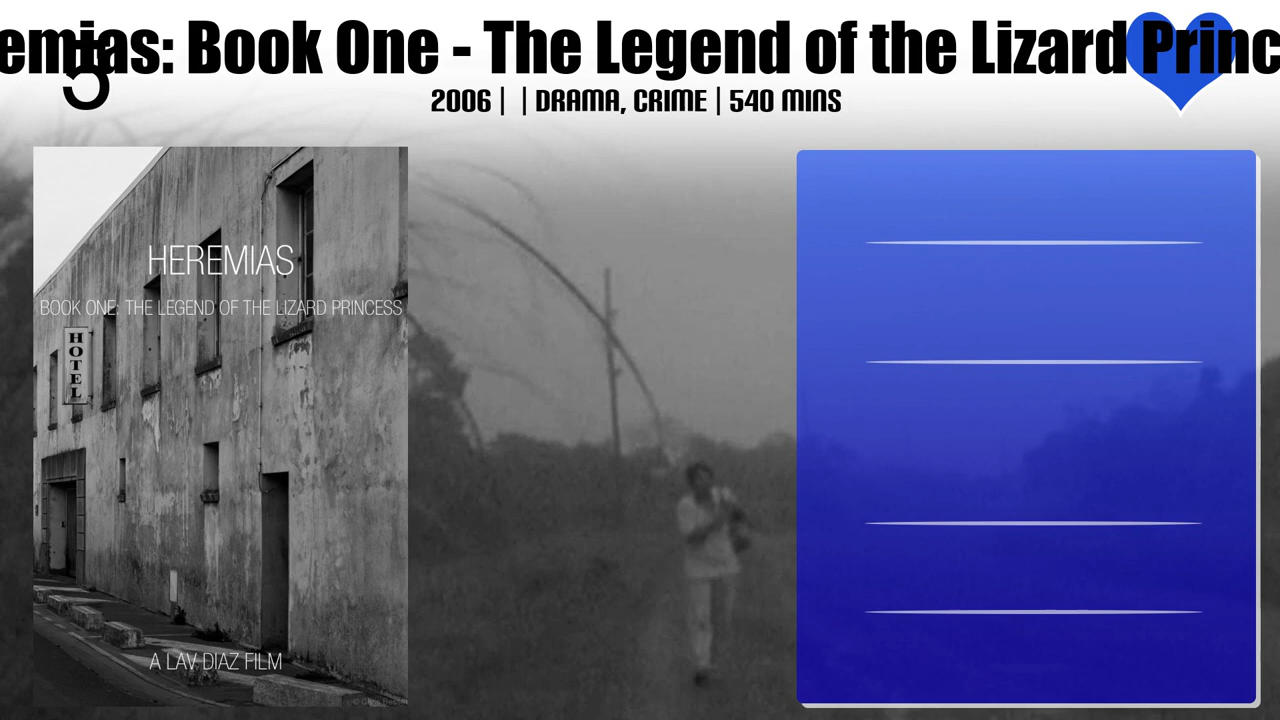 emias: Book One - The Legend of the Lizard Princ
5
2006 | | DRAMA, CRIME | 540 MINS
HEREMIAS
BOOK ONE: THE LEGEND OF THE LIZARD PRINCESS
HOTEL
A LAV DIAZ FILM